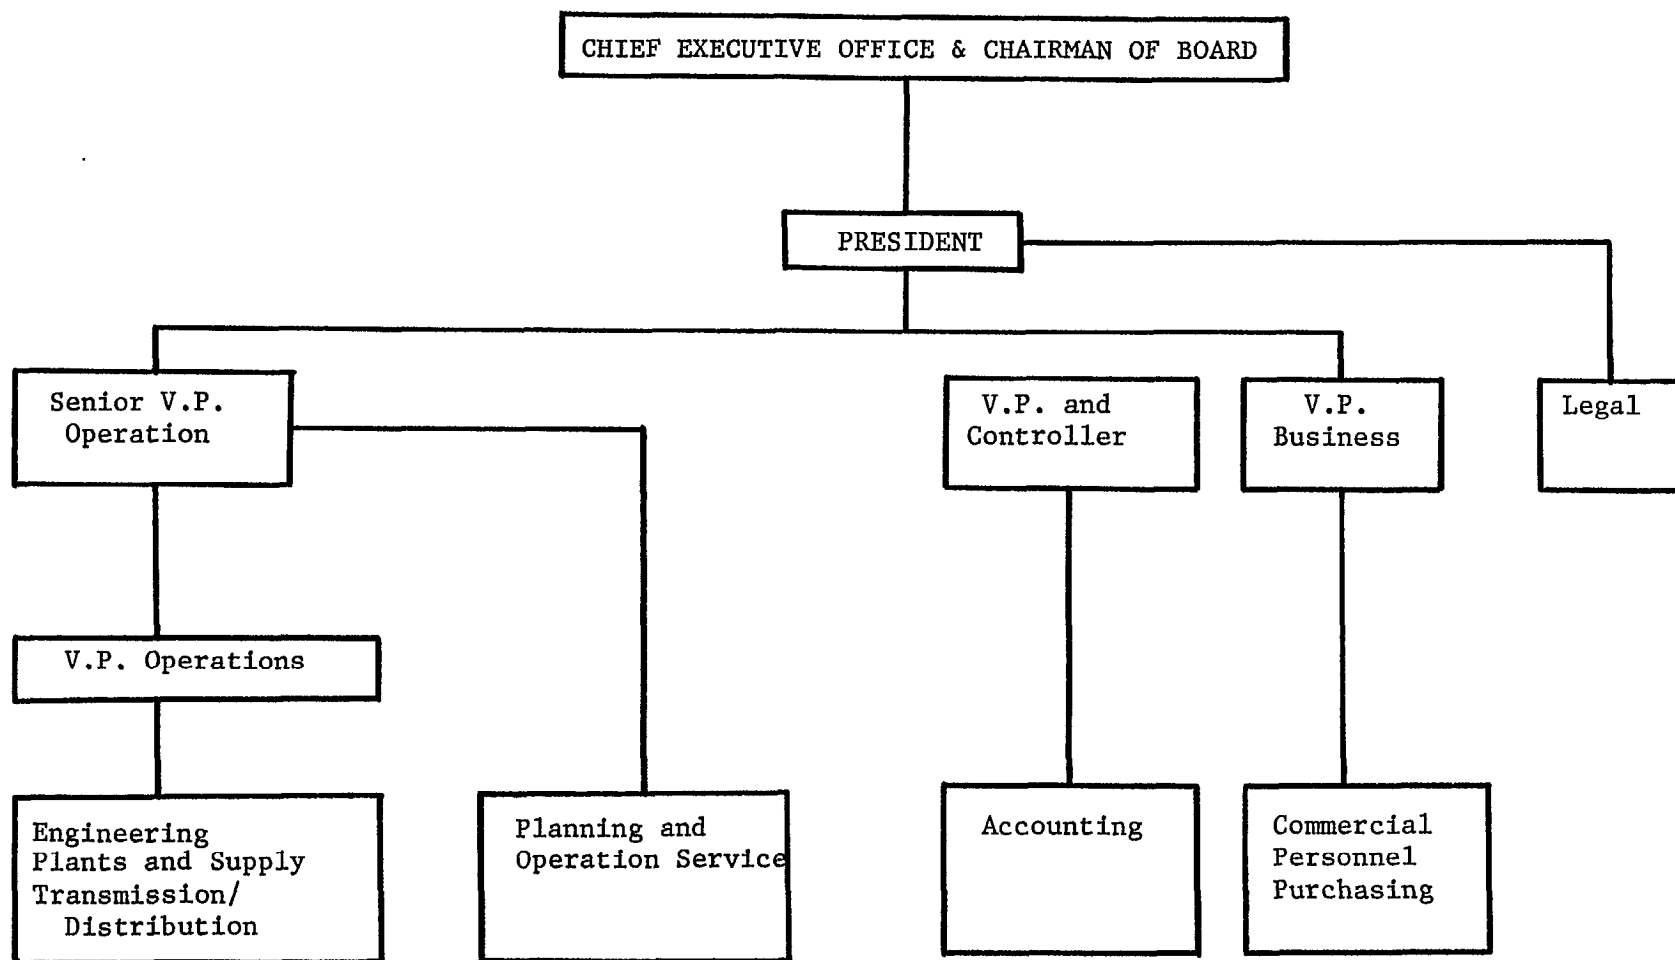 CHIEF EXECUTIVE OFFICE & CHAIRMAN OF BOARD
PRESIDENT
Senior V.P.
Operation
V.P. and
Controller
V.P.
Business
Legal
V.P. Operations
Engineering
Plants and Supply
Transmission/
Distribution
Planning and
Operation Service
Accounting
Commercial
Personnel
Purchasing